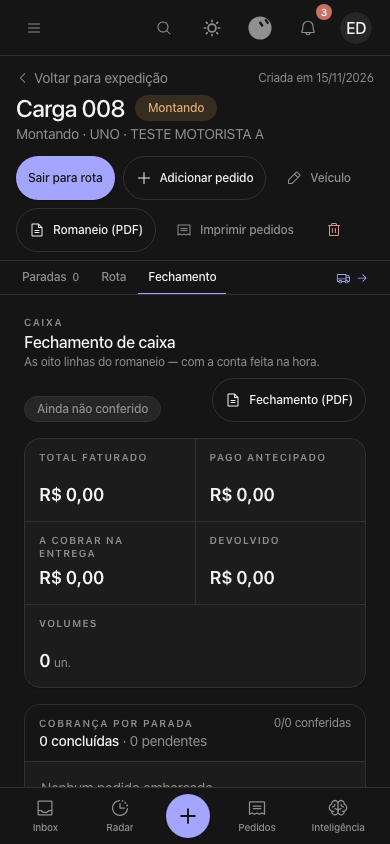 3
ED
Voltar para expedição
Criada em 15/11/2026
Carga 008
Montando
Montando · UNO · TESTE MOTORISTA A
Sair para rota
Adicionar pedido
Veículo
Romaneio (PDF)
Imprimir pedidos
Paradas 0
Rota
Fechamento
CAIXA
Fechamento de caixa
As oito linhas do romaneio — com a conta feita na hora.
Ainda não conferido
Fechamento (PDF)
TOTAL FATURADO
R$ 0,00
PAGO ANTECIPADO
R$ 0,00
A COBRAR NA
ENTREGA
R$ 0,00
DEVOLVIDO
R$ 0,00
VOLUMES
0 un.
COBRANÇA POR PARADA
0/0 conferidas
0 concluídas · 0 pendentes
Nenhum pedido embarcado
Inbox
Radar
Pedidos
Inteligência